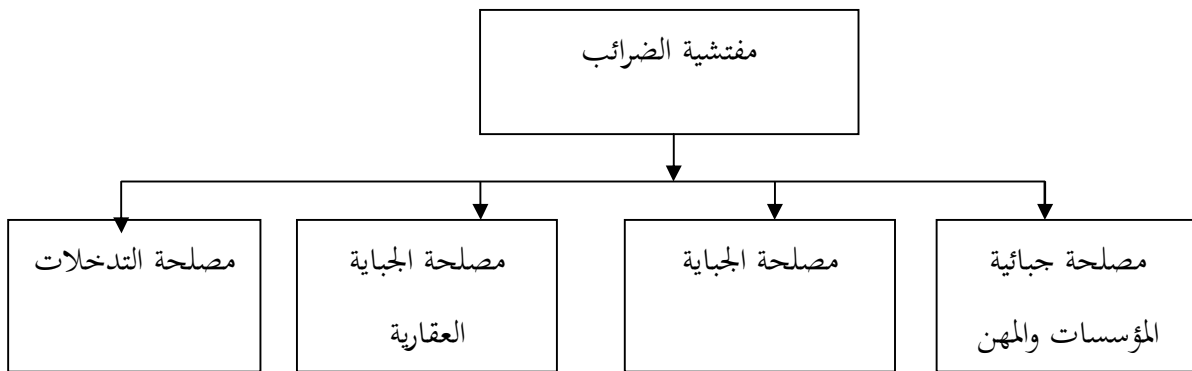 مفتشية الضرائب
مصلحة جبائية
المؤسسات والمهن
مصلحة الجباية
مصلحة الجباية
العقارية
مصلحة التدخلات